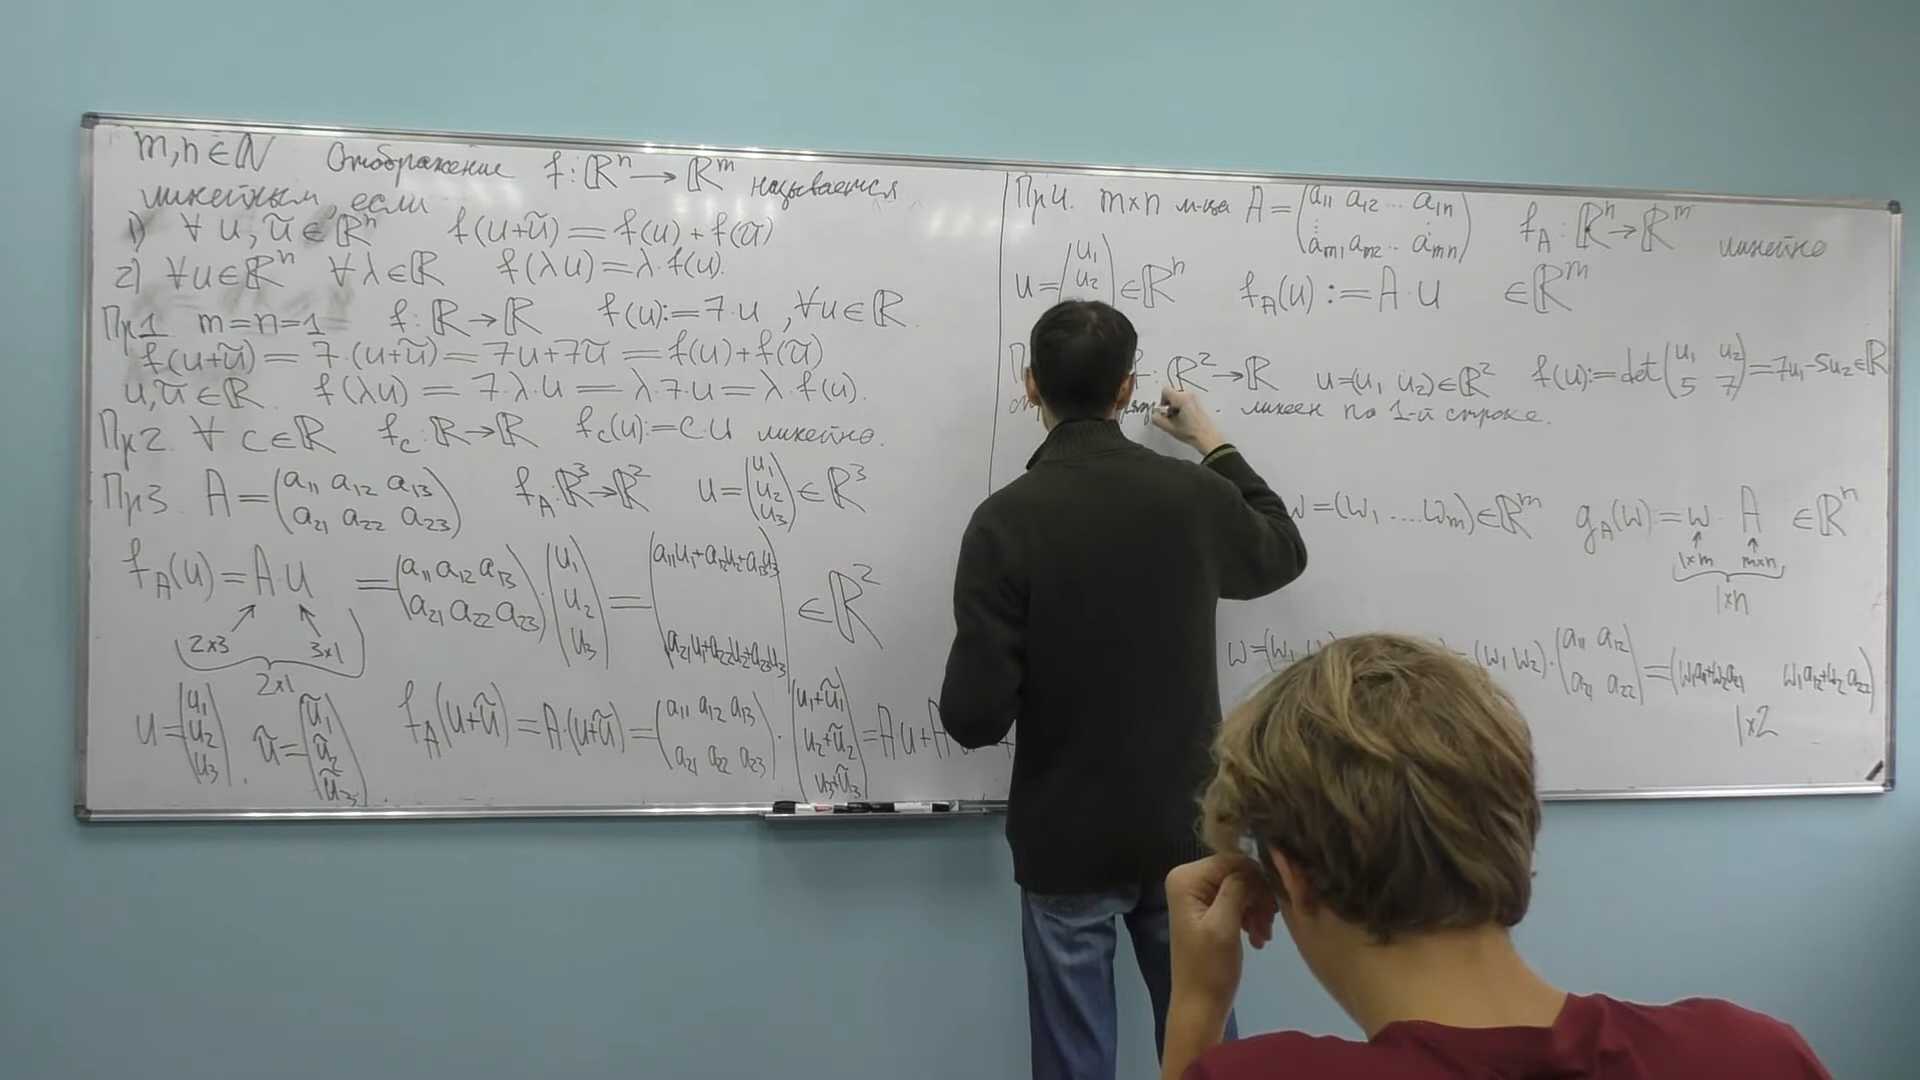 m,n∈ℕ Отображение f:ℝⁿ→ℝᵐ называется
линейным, если
1) ∀ u,ũ∈ℝⁿ f(u+ũ)=f(u)+f(ũ)
2) ∀u∈ℝⁿ ∀λ∈ℝ f(λu)=λ·f(u).
Пр1. m=n=1 f:ℝ→ℝ f(u):=7·u, ∀u∈ℝ.
f(u+ũ)=7·(u+ũ)=7u+7ũ=f(u)+f(ũ)
u,ũ∈ℝ f(λu)=7·λ·u=λ·7·u=λ·f(u).
Пр2. ∀ c∈ℝ f_c:ℝ→ℝ f_c(u):=c·u линейно.
Пр3. A=(a₁₁ a₁₂ a₁₃ f_A:ℝ³→ℝ² u=(u₁ u₂ u₃)∈ℝ³
a₂₁ a₂₂ a₂₃)
f_A(u)=A·u =(a₁₁ a₁₂ a₁₃ ·(u₁ u₂ u₃)=(a₁₁u₁+a₁₂u₂+a₁₃u₃
a₂₁ a₂₂ a₂₃) a₂₁u₁+a₂₂u₂+a₂₃u₃) ∈ℝ²
2×3 3×1
2×1
u=(u₁ u₂ u₃). ũ=(ũ₁ ũ₂ ũ₃). f_A(u+ũ)=A·(u+ũ)=(a₁₁ a₁₂ a₁₃ a₂₁ a₂₂ a₂₃)·(u₁+ũ₁ u₂+ũ₂ u₃+ũ₃)=Au+A
Пр4. m×n м-ца A=(a₁₁ a₁₂ ... a₁ₙ f_A:ℝⁿ→ℝᵐ линейно
aₘ₁ aₘ₂ ... aₘₙ)
u=(u₁ u₂ ∈ℝⁿ f_A(u):=A·u ∈ℝᵐ
f:ℝ²→ℝ u=(u₁ u₂)∈ℝ² f(u):=det(u₁ u₂ 5 7)=7u₁-5u₂∈ℝ
линеен по 1-й строке.
w=(w₁ ....wₘ)∈ℝᵐ g_A(w):=w·A ∈ℝⁿ
1×m m×n
1×n
w=(w₁ =(w₁ w₂)·(a₁₁ a₁₂ a₂₁ a₂₂)=(w₁a₁₁+w₂a₂₁ w₁a₁₂+w₂a₂₂)
1×2